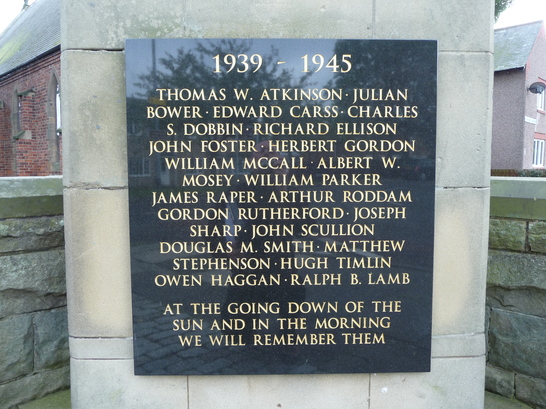 1939 - 1945
THOMAS W. ATKINSON · JULIAN
BOWER · EDWARD CARSS · CHARLES
S. DOBBIN · RICHARD ELLISON
JOHN FOSTER · HERBERT GORDON
WILLIAM MCCALL · ALBERT W.
MOSEY · WILLIAM PARKER
JAMES RAPER · ARTHUR RODDAM
GORDON RUTHERFORD · JOSEPH
SHARP · JOHN SCULLION
DOUGLAS M. SMITH · MATTHEW
STEPHENSON · HUGH TIMLIN
OWEN HAGGAN · RALPH B. LAMB
AT THE GOING DOWN OF THE
SUN AND IN THE MORNING
WE WILL REMEMBER THEM